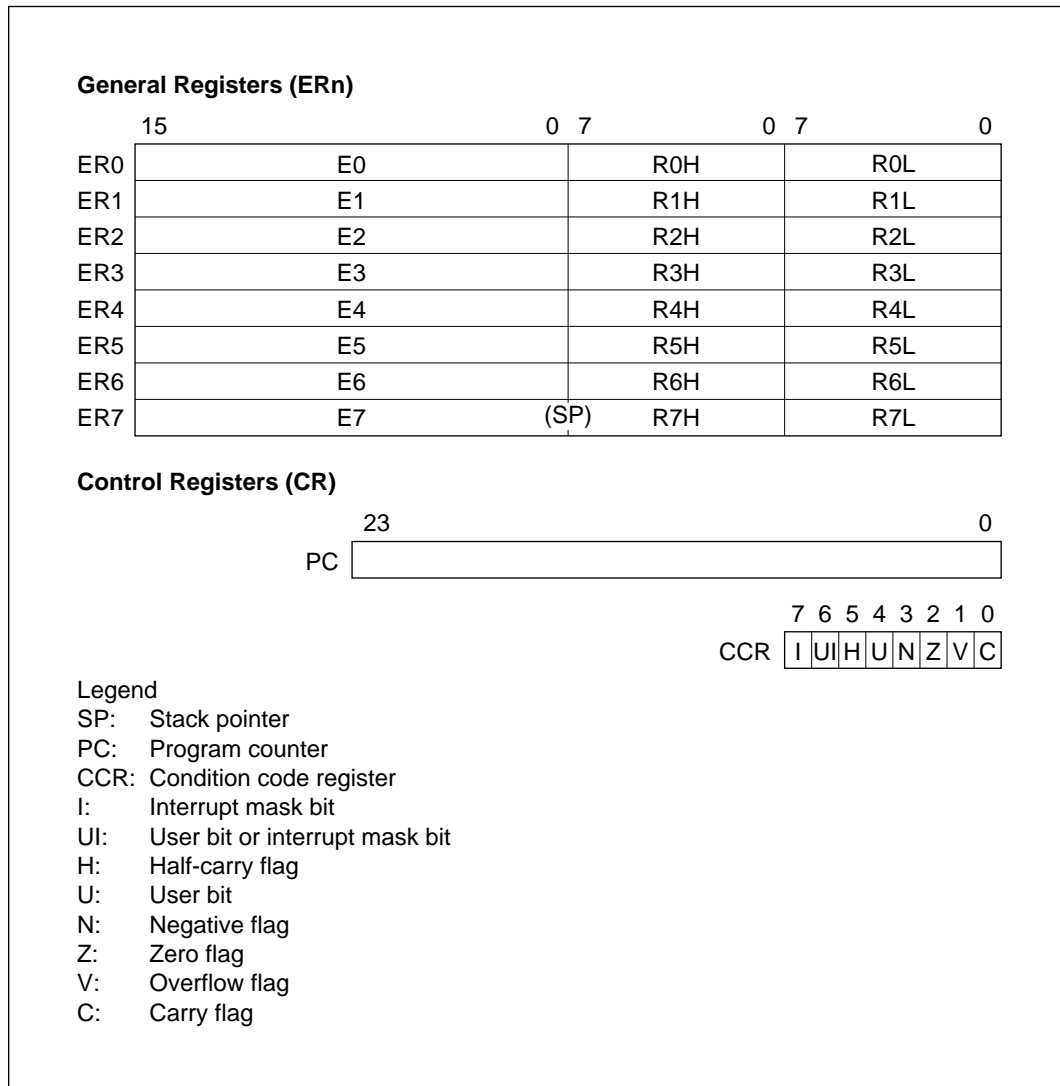 General Registers (ERn)
15 0 7 0 7 0
ER0 E0 R0H R0L
ER1 E1 R1H R1L
ER2 E2 R2H R2L
ER3 E3 R3H R3L
ER4 E4 R4H R4L
ER5 E5 R5H R5L
ER6 E6 R6H R6L
ER7 E7 (SP) R7H R7L
Control Registers (CR)
23 0
PC
7 6 5 4 3 2 1 0
CCR I UI H U N Z V C
Legend
SP: Stack pointer
PC: Program counter
CCR: Condition code register
I: Interrupt mask bit
UI: User bit or interrupt mask bit
H: Half-carry flag
U: User bit
N: Negative flag
Z: Zero flag
V: Overflow flag
C: Carry flag